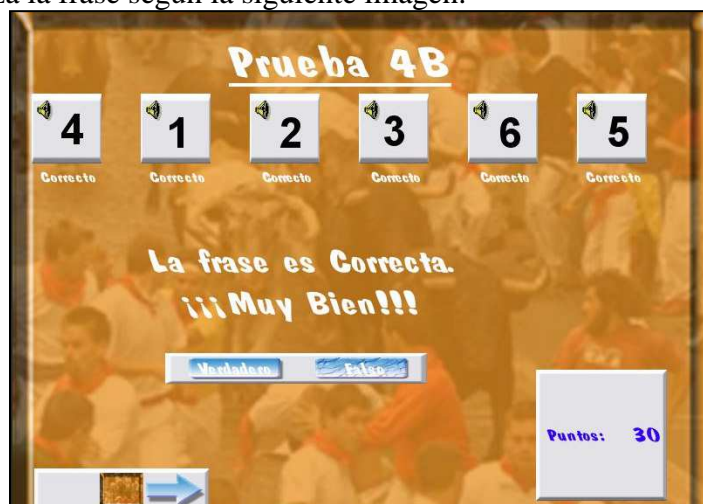 la frase según la siguiente imagen:
Prueba 4B
4 1 2 3 6 5
Correcto Correcto Correcto Correcto Correcto Correcto
La frase es Correcta.
¡¡¡Muy Bien!!!
Verdadero Falso
Puntos: 30